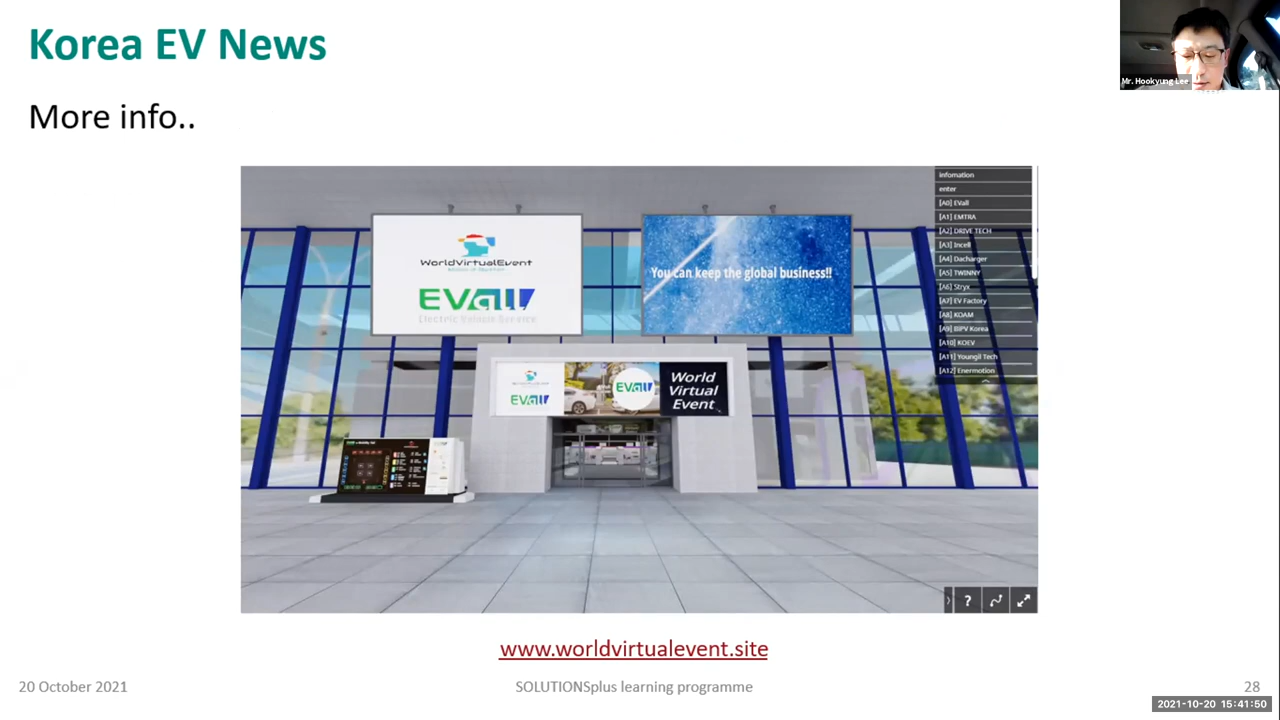 Korea EV News
Mr. Hookyung Lee
More info..
Infomation
enter
[A0] EVall
[A1] EMTRA
[A2] DRIVE TECH
[A3] Incell
[A4] Dacharger
[A5] TWINNY
[A6] Stryx
[A7] EV Factory
[A8] KOAM
[A9] BIPV Korea
[A10] KOEV
[A11] Youngil Tech
[A12] Enermotion
WorldVirtualEvent
EVall
Electric Vehicle Service
You can keep the global business!!
EVall
EVall
World
Virtual
Event
?
www.worldvirtualevent.site
20 October 2021
SOLUTIONSplus learning programme
28
2021-10-20 15:41:50